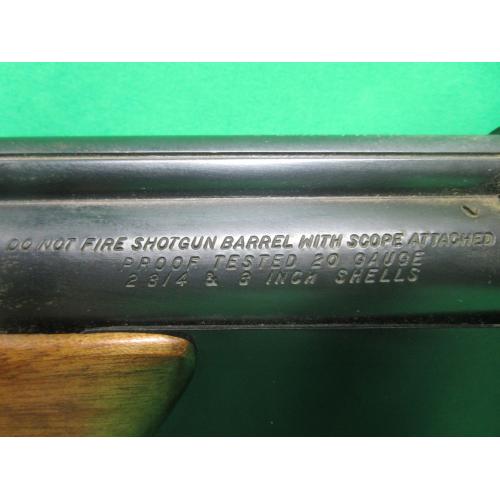 DO NOT FIRE SHOTGUN BARREL WITH SCOPE ATTACHED
PROOF TESTED 20 GAUGE
2 3/4 & 3 INCH SHELLS